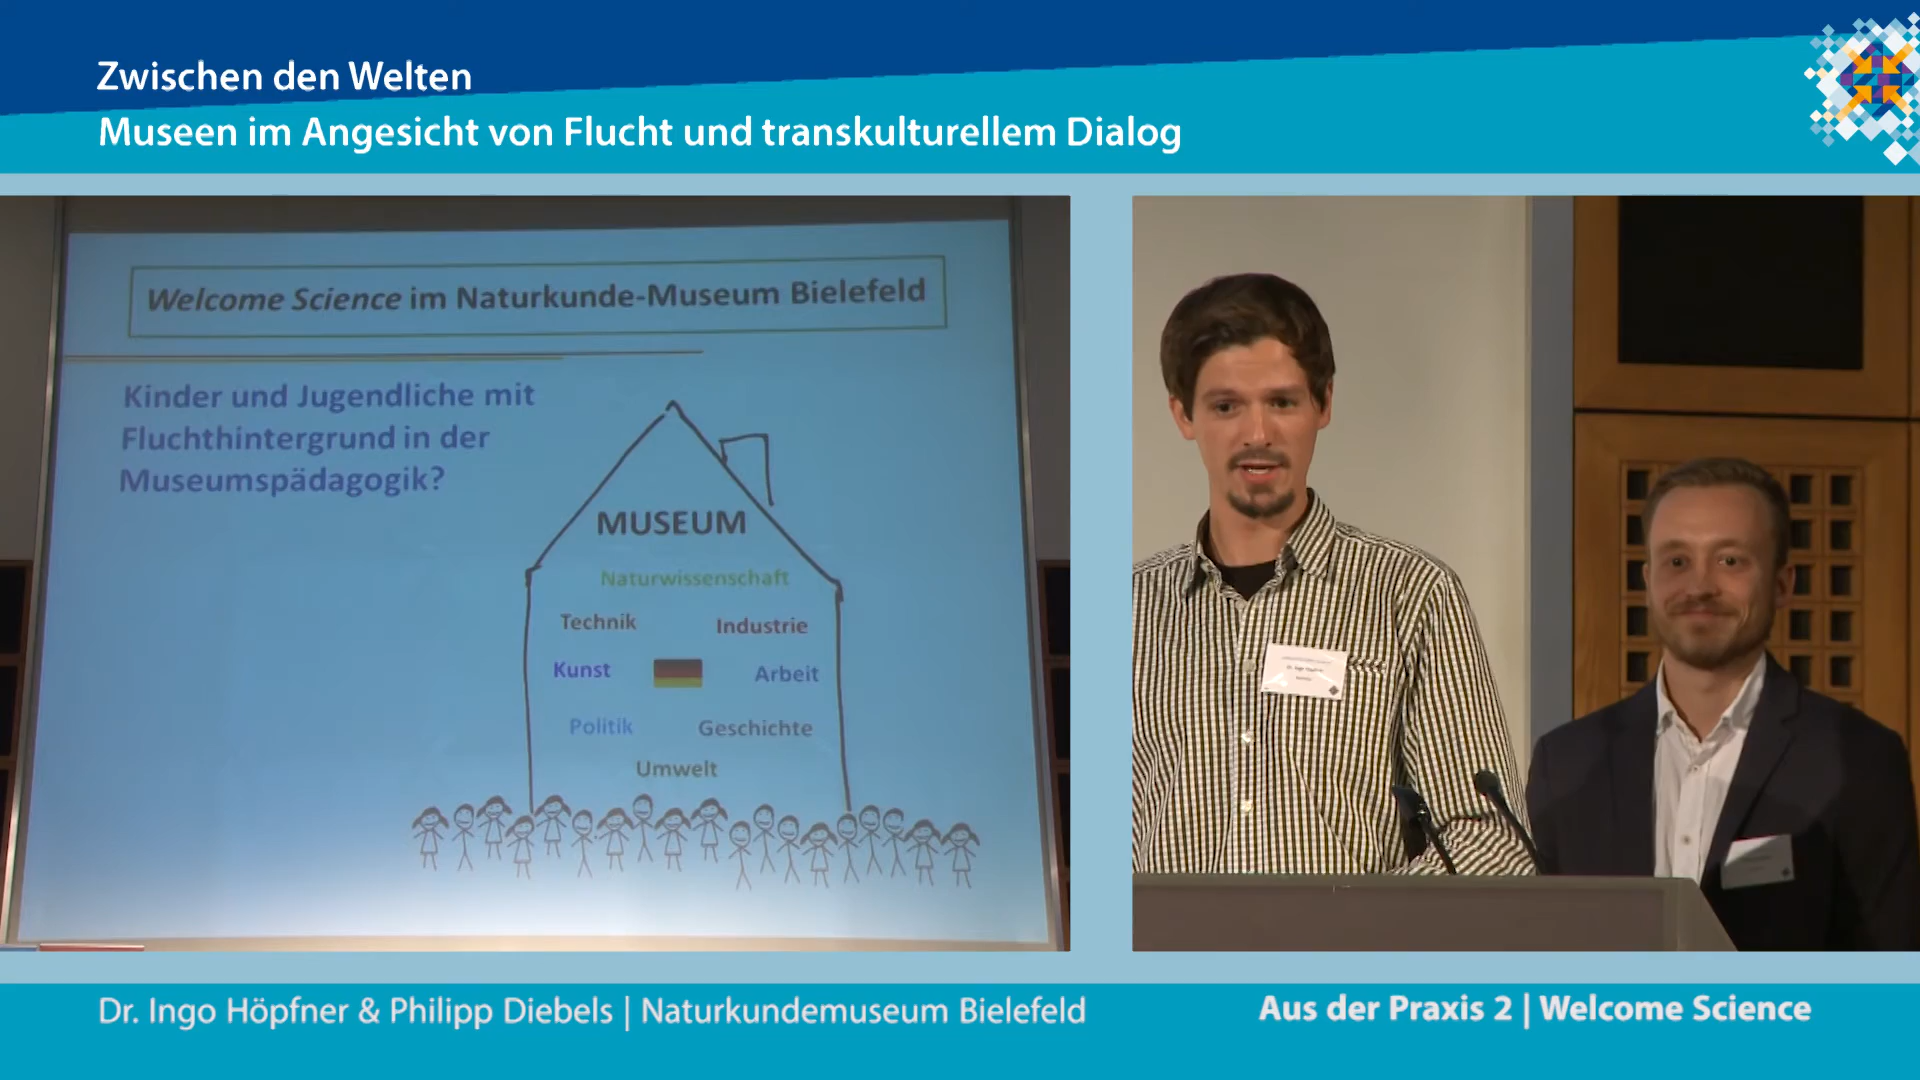 Zwischen den Welten
Museen im Angesicht von Flucht und transkulturellem Dialog
Welcome Science im Naturkunde-Museum Bielefeld
Kinder und Jugendliche mit
Fluchthintergrund in der
Museumspädagogik?
MUSEUM
Naturwissenschaft
Technik Industrie
Kunst Arbeit
Politik Geschichte
Umwelt
Dr. Ingo Höpfner & Philipp Diebels | Naturkundemuseum Bielefeld
Aus der Praxis 2 | Welcome Science